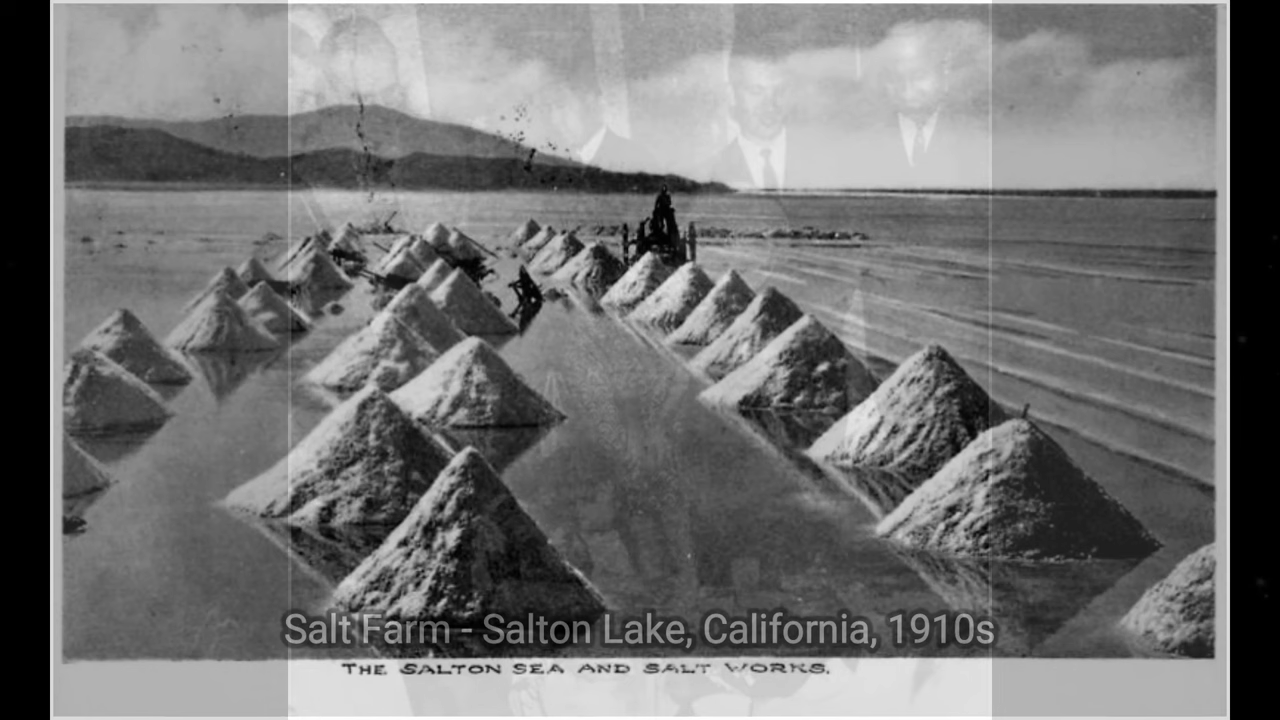 Salt Farm - Salton Lake, California, 1910s
THE SALTON SEA AND SALT WORKS.